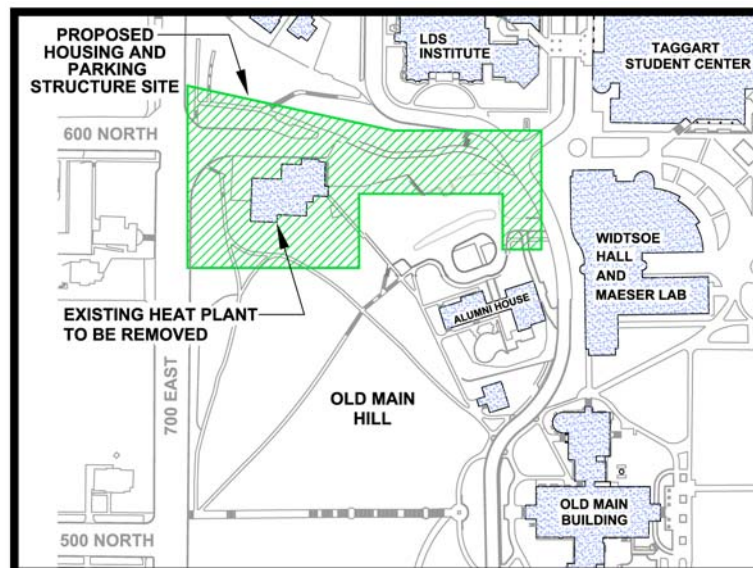 PROPOSED
HOUSING AND
PARKING
STRUCTURE SITE
LDS
INSTITUTE
TAGGART
STUDENT CENTER
600 NORTH
WIDTSOE
HALL
AND
MAESER LAB
EXISTING HEAT PLANT
TO BE REMOVED
ALUMNI HOUSE
700 EAST
OLD MAIN
HILL
OLD MAIN
BUILDING
500 NORTH